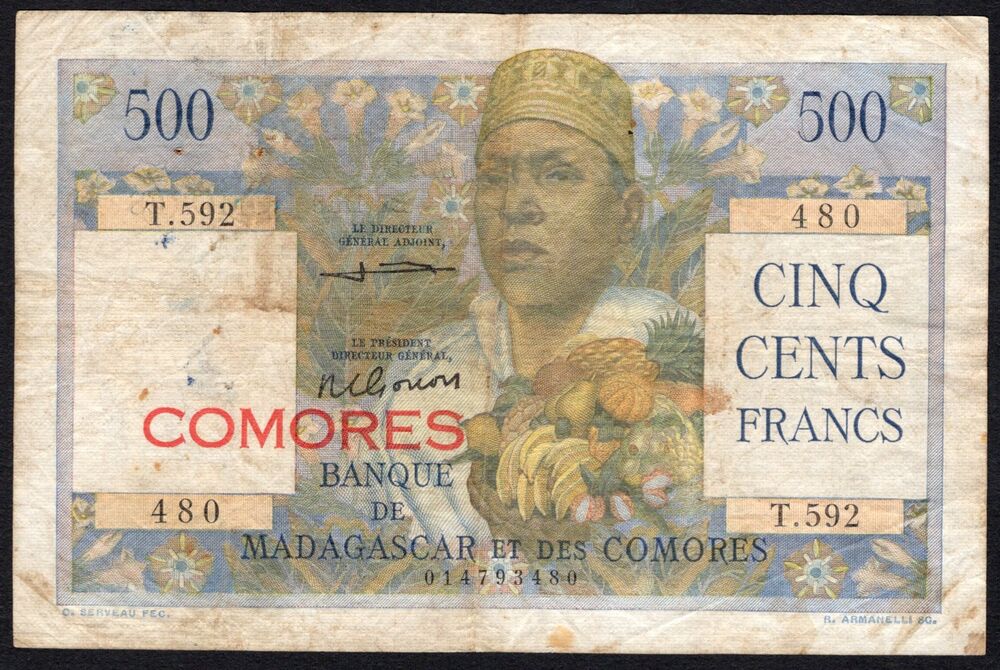 500
500
T.592
480
LE DIRECTEUR
GÉNÉRAL ADJOINT,
CINQ
CENTS
FRANCS
LE PRÉSIDENT
DIRECTEUR GÉNÉRAL,
COMORES
BANQUE
DE
MADAGASCAR ET DES COMORES
480
T.592
014793480
C. SERVEAU FEC.
R. ARMANELLI SC.